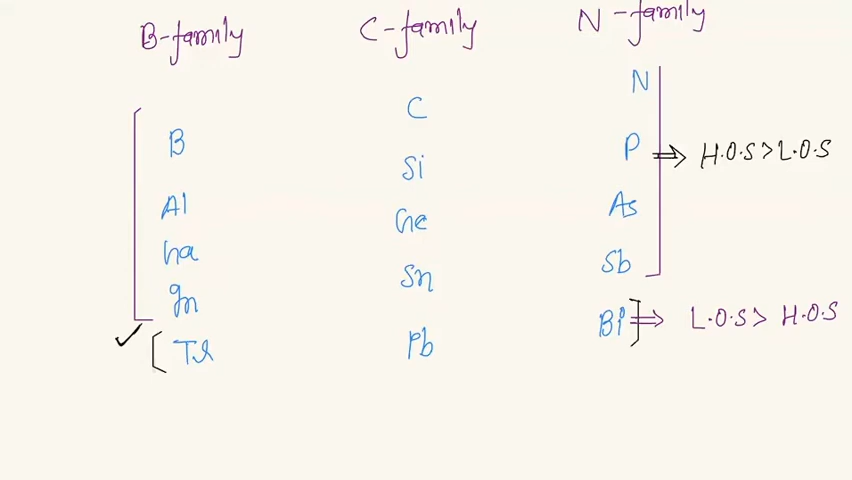 B-family C-family N-family
B C N
Al Si P ⇒ H.O.S > L.O.S
Ga Ge As
In Sn Sb
✓ Tl Pb Bi ⇒ L.O.S > H.O.S